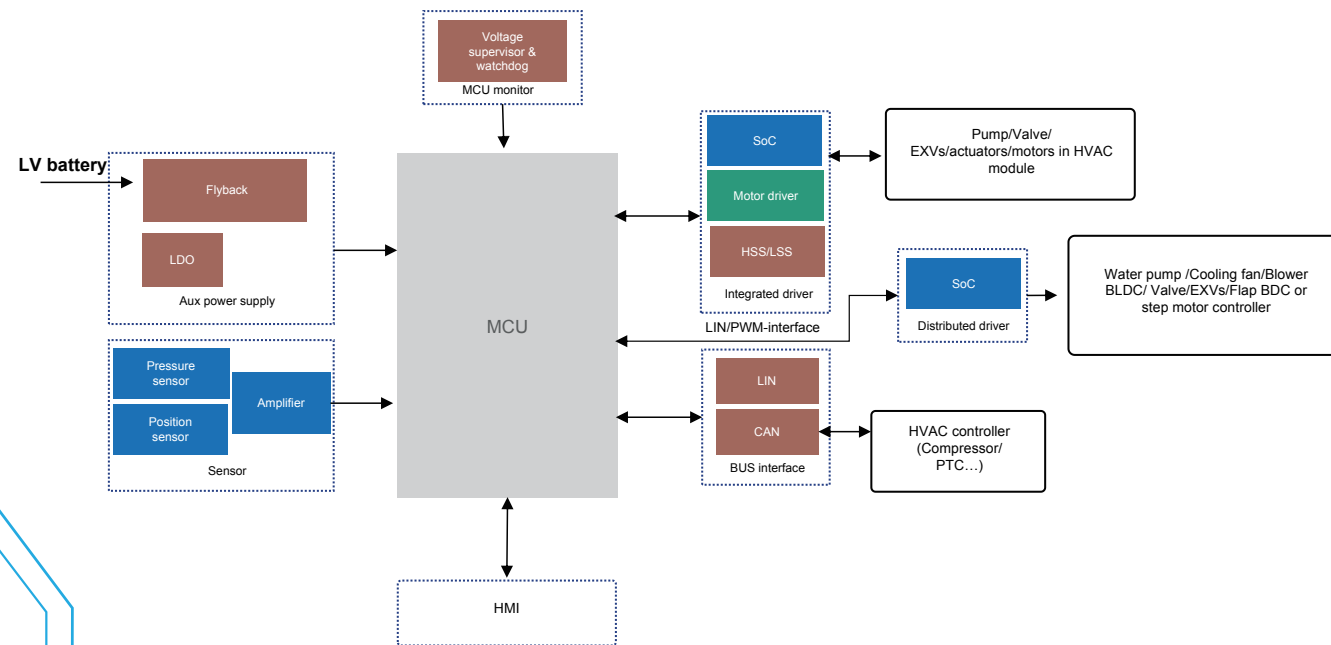 Voltage
supervisor &
watchdog
MCU monitor
LV battery
Flyback
LDO
Aux power supply
Pressure
sensor
Position
sensor
Amplifier
Sensor
MCU
SoC
Motor driver
HSS/LSS
Integrated driver
Pump/Valve/
EXVs/actuators/motors in HVAC
module
LIN/PWM-interface
SoC
Distributed driver
Water pump /Cooling fan/Blower
BLDC/ Valve/EXVs/Flap BDC or
step motor controller
LIN
CAN
BUS interface
HVAC controller
(Compressor/
PTC…)
HMI